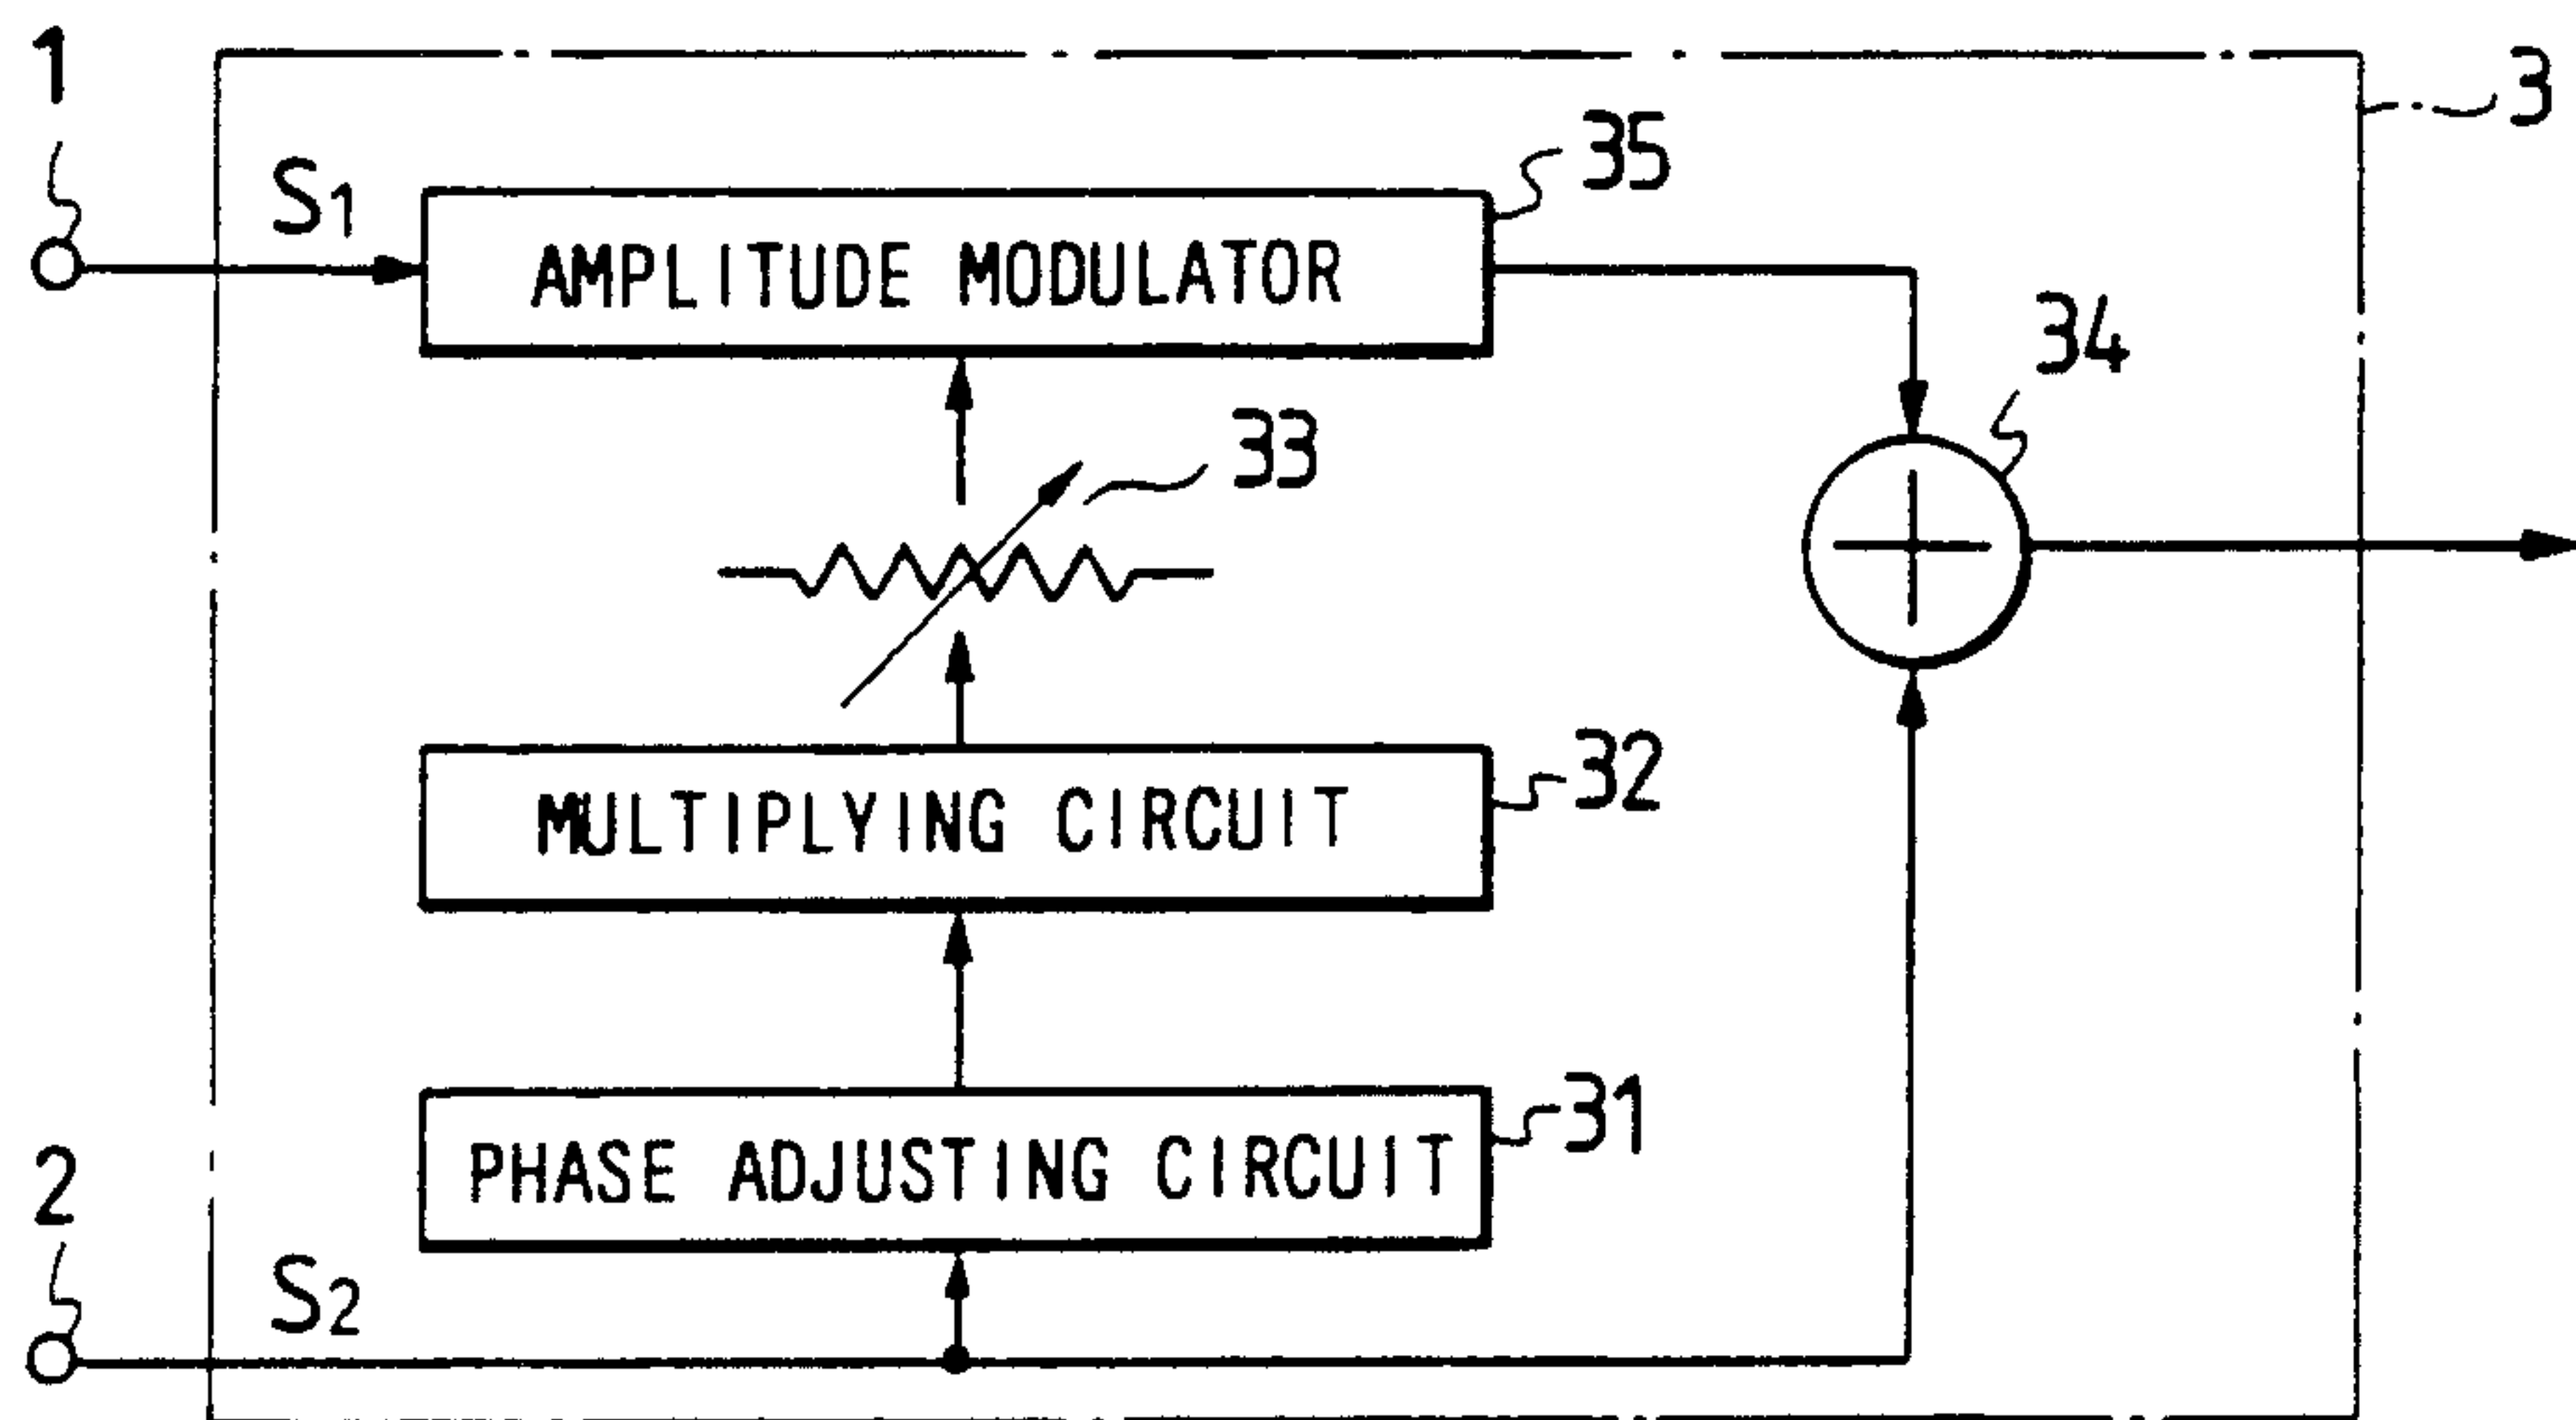 1
3
35
S1
AMPLITUDE MODULATOR
34
33
32
MULTIPLYING CIRCUIT
31
PHASE ADJUSTING CIRCUIT
2
S2